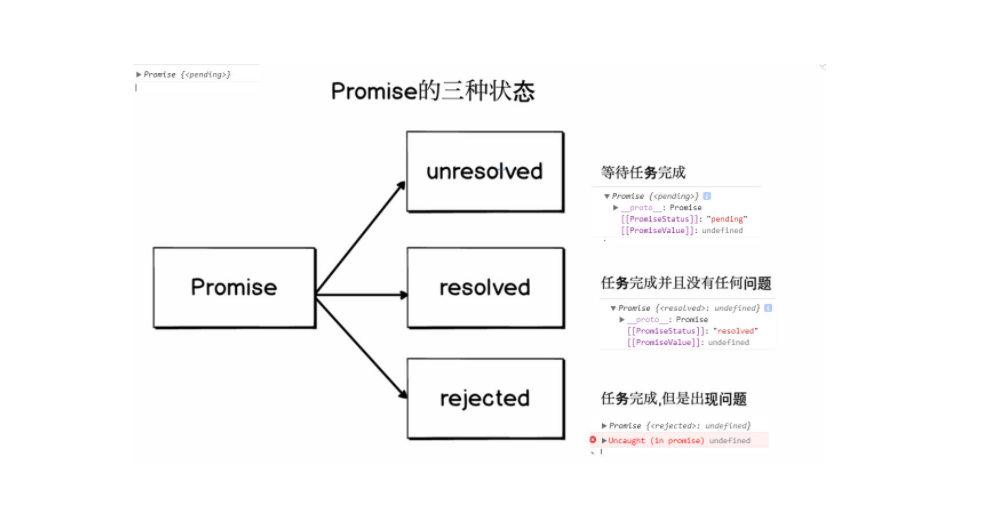 ▶Promise {<pending>}
Promise的三种状态
unresolved
等待任务完成
▼Promise {<pending>} i
▶__proto__: Promise
[[PromiseStatus]]: "pending"
[[PromiseValue]]: undefined
Promise
resolved
任务完成并且没有任何问题
▼Promise {<resolved>: undefined} i
▶__proto__: Promise
[[PromiseStatus]]: "resolved"
[[PromiseValue]]: undefined
rejected
任务完成,但是出现问题
▶Promise {<rejected>: undefined}
▶Uncaught (in promise) undefined